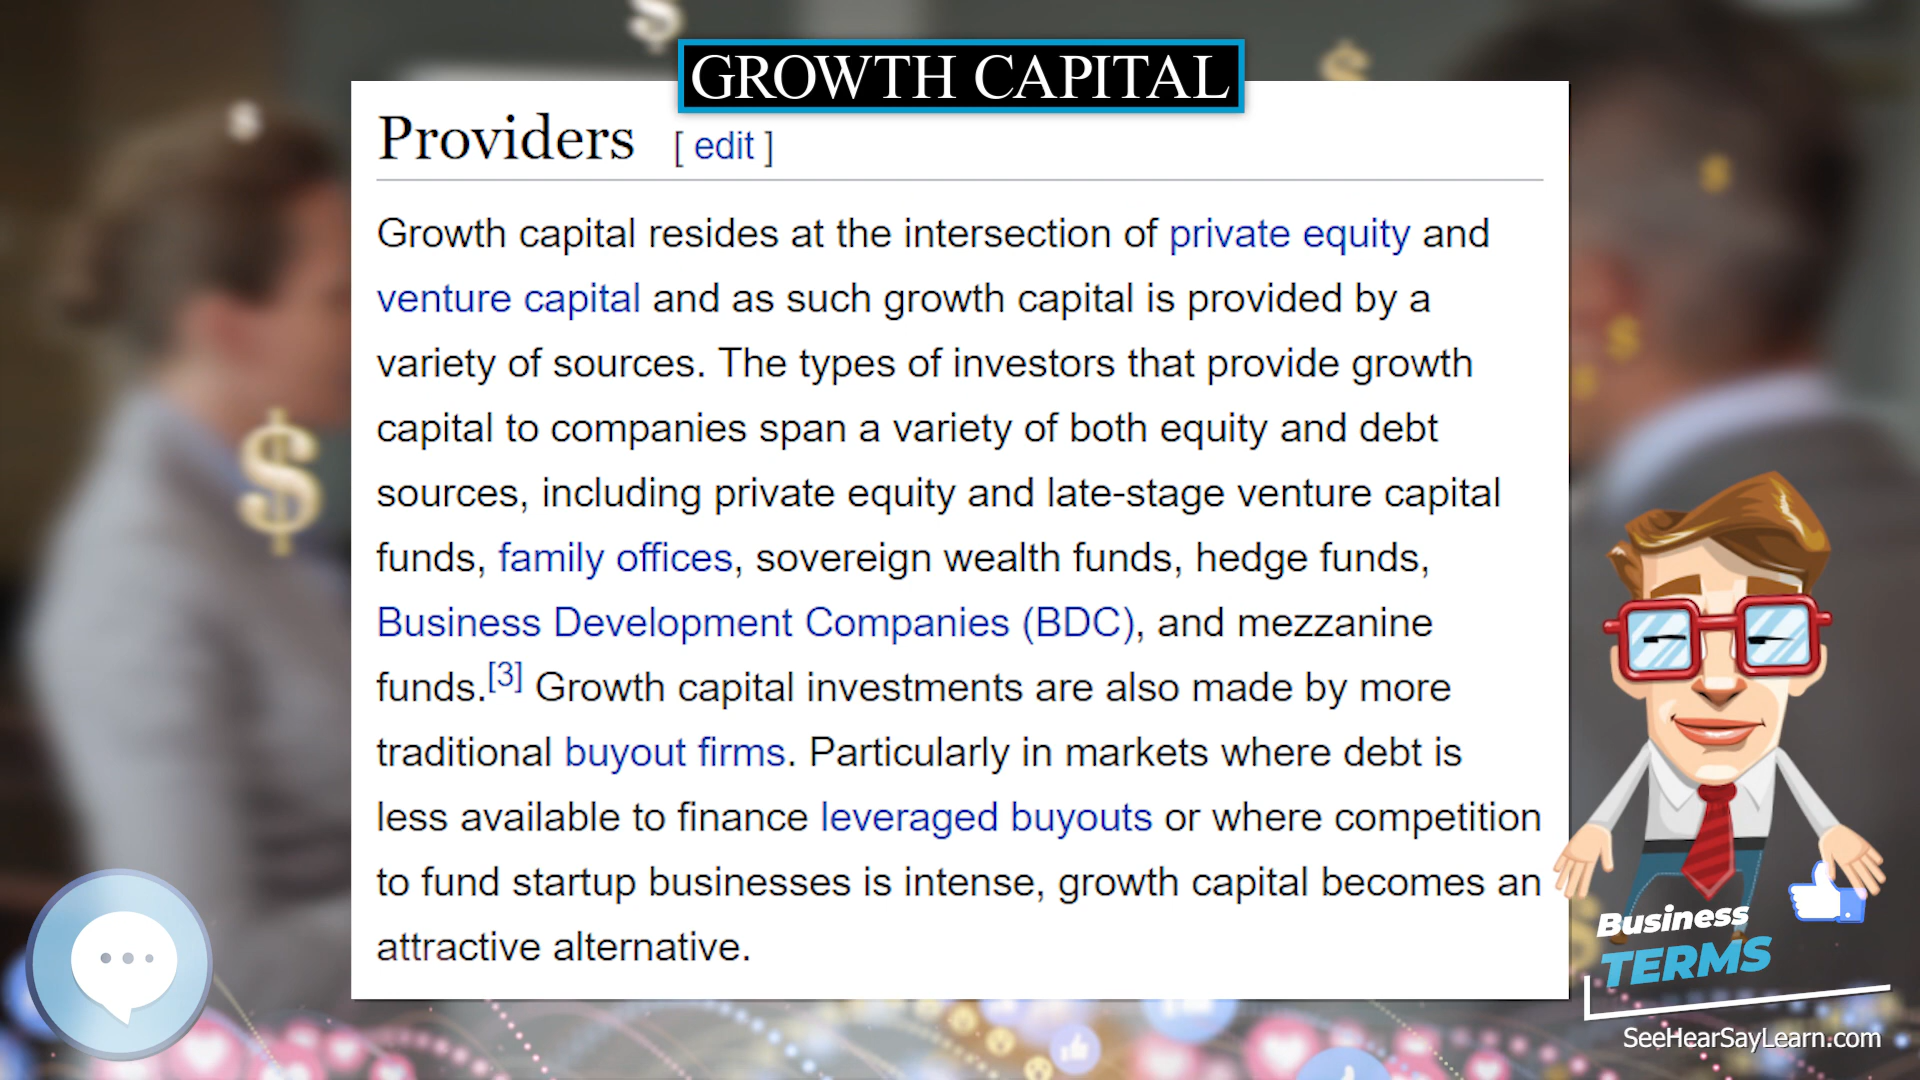 GROWTH CAPITAL
Providers [ edit ]
Growth capital resides at the intersection of private equity and
venture capital and as such growth capital is provided by a
variety of sources. The types of investors that provide growth
capital to companies span a variety of both equity and debt
sources, including private equity and late-stage venture capital
funds, family offices, sovereign wealth funds, hedge funds,
Business Development Companies (BDC), and mezzanine
funds.[3] Growth capital investments are also made by more
traditional buyout firms. Particularly in markets where debt is
less available to finance leveraged buyouts or where competition
to fund startup businesses is intense, growth capital becomes an
attractive alternative.
Business
TERMS
SeeHearSayLearn.com